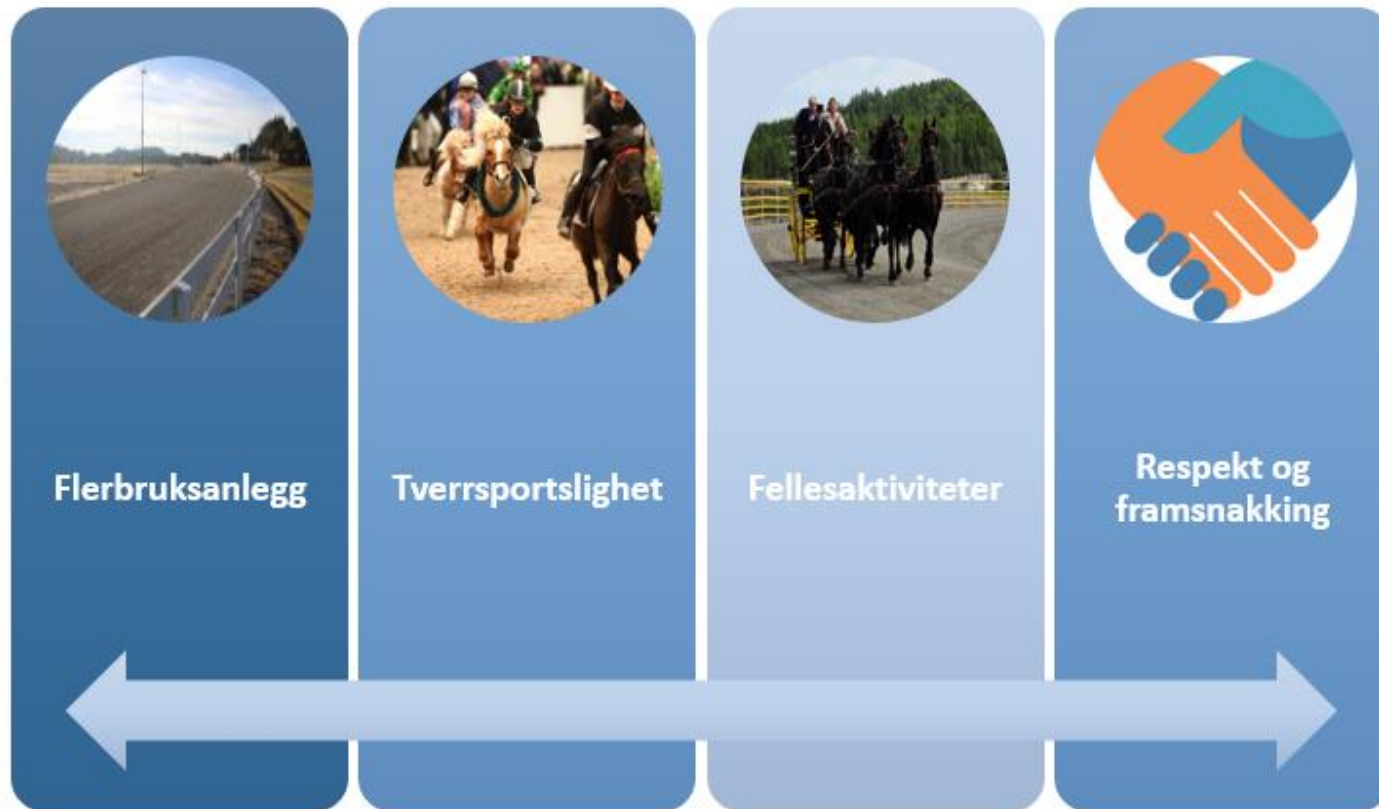 Flerbruksanlegg
Tverrsportslighet
Fellesaktiviteter
Respekt og
framsnakking